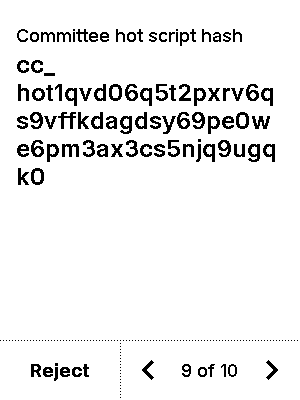 Committee hot script hash
cc_
hot1qvd06q5t2pxrv6q
s9vffkdagdsy69pe0w
e6pm3ax3cs5njq9ugq
k0
Reject
9 of 10